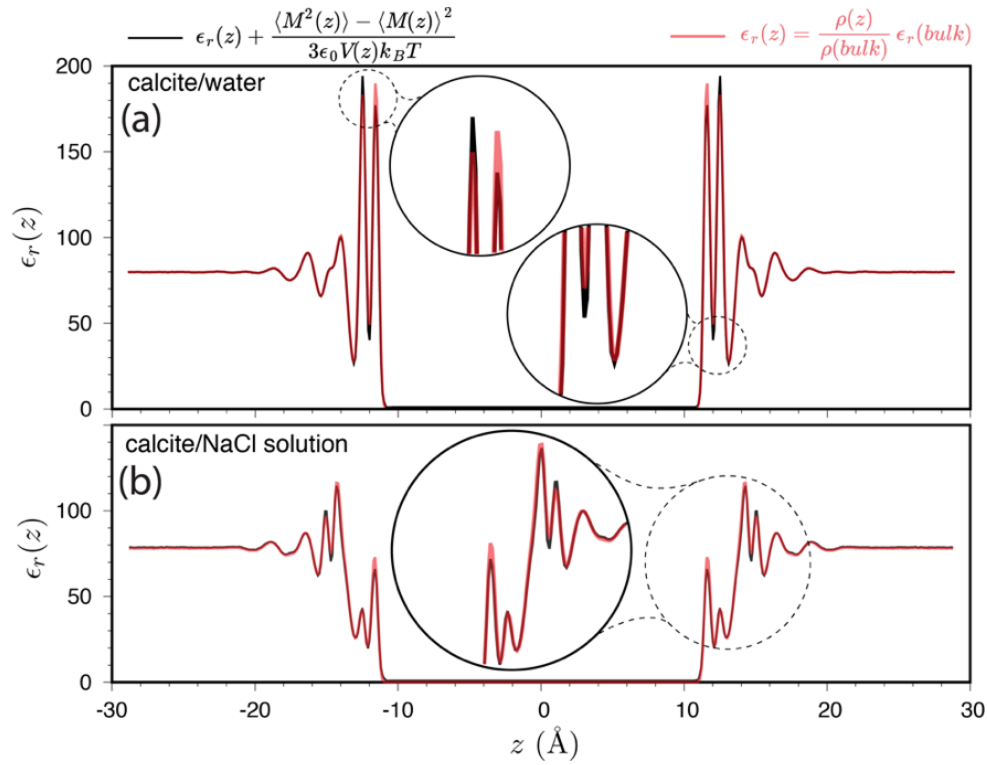 ϵᵣ(z) + (⟨M²(z)⟩ − ⟨M(z)⟩²) / (3ϵ₀V(z)k_BT)
ϵᵣ(z) = ρ(z) / ρ(bulk) ϵᵣ(bulk)
200
calcite/water
(a)
150
100
50
0
ϵᵣ(z)
calcite/NaCl solution
(b)
100
50
0
ϵᵣ(z)
-30 -20 -10 0 10 20 30
z (Å)